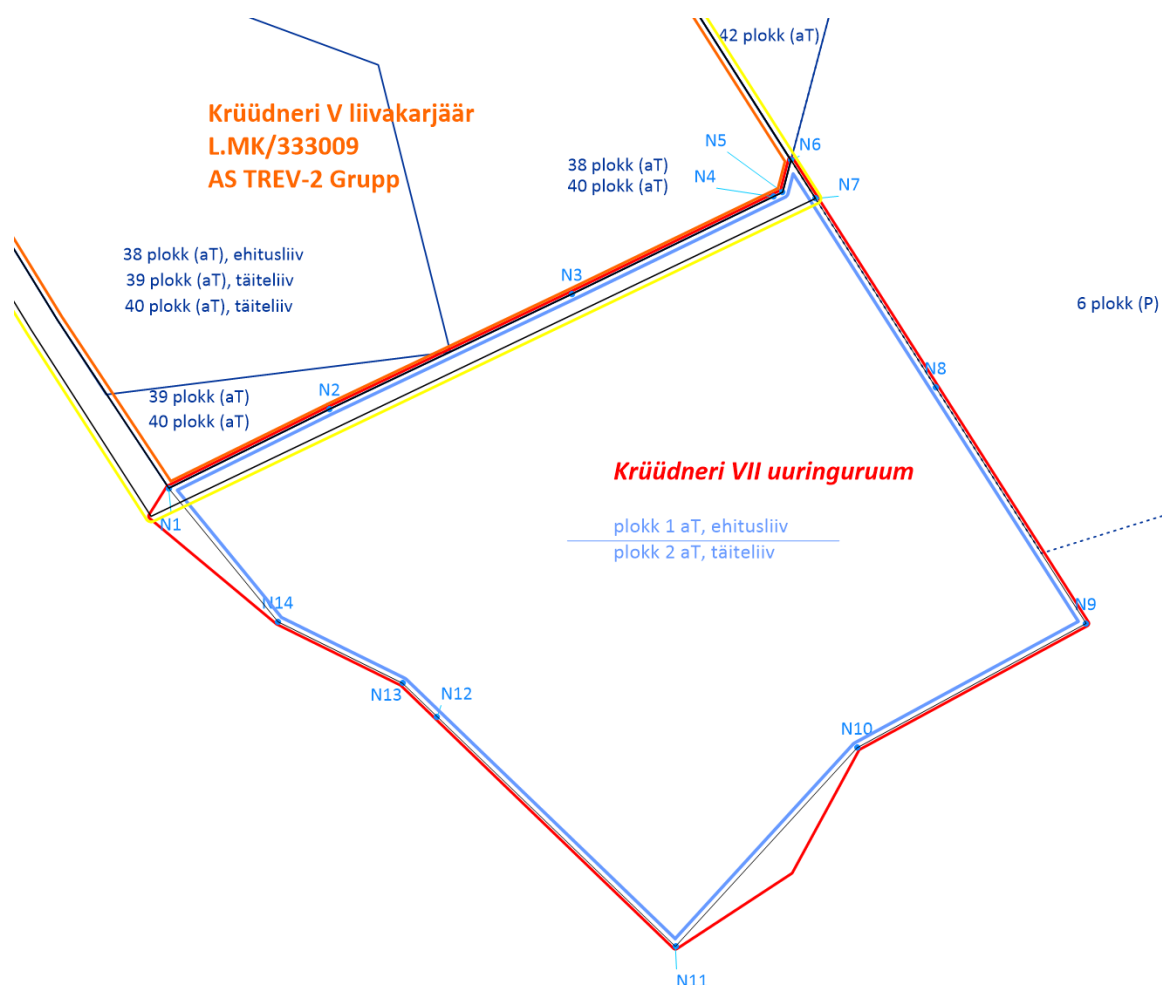 42 plokk (aT)
Krüüdneri V liivakarjäär
L.MK/333009
AS TREV-2 Grupp
N5
N6
38 plokk (aT)
40 plokk (aT)
N4
N7
38 plokk (aT), ehitusliiv
39 plokk (aT), täiteliiv
40 plokk (aT), täiteliiv
N3
6 plokk (P)
N8
N2
39 plokk (aT)
40 plokk (aT)
Krüüdneri VII uuringuruum
N1
plokk 1 aT, ehitusliiv
plokk 2 aT, täiteliiv
N14
N9
N13
N12
N10
N11